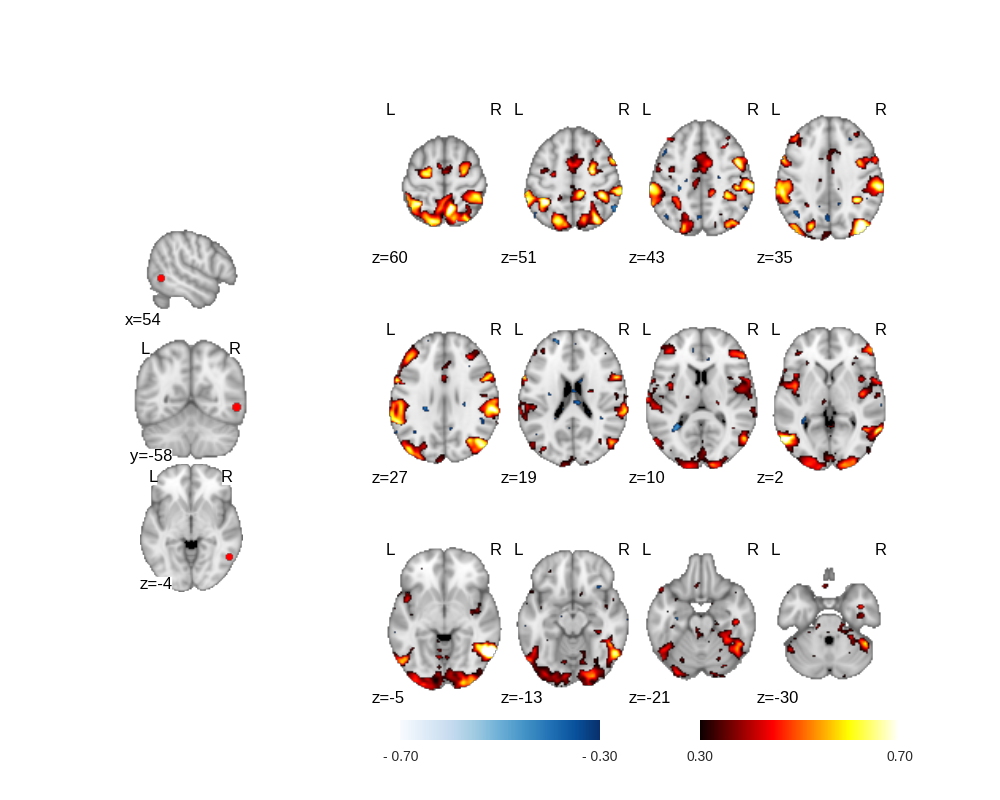 L R L R L R L R
z=60 z=51 z=43 z=35
x=54
L R
y=-58
L R
z=-4
L R L R L R L R
z=27 z=19 z=10 z=2
L R L R L R L R
z=-5 z=-13 z=-21 z=-30
- 0.70 - 0.30 0.30 0.70